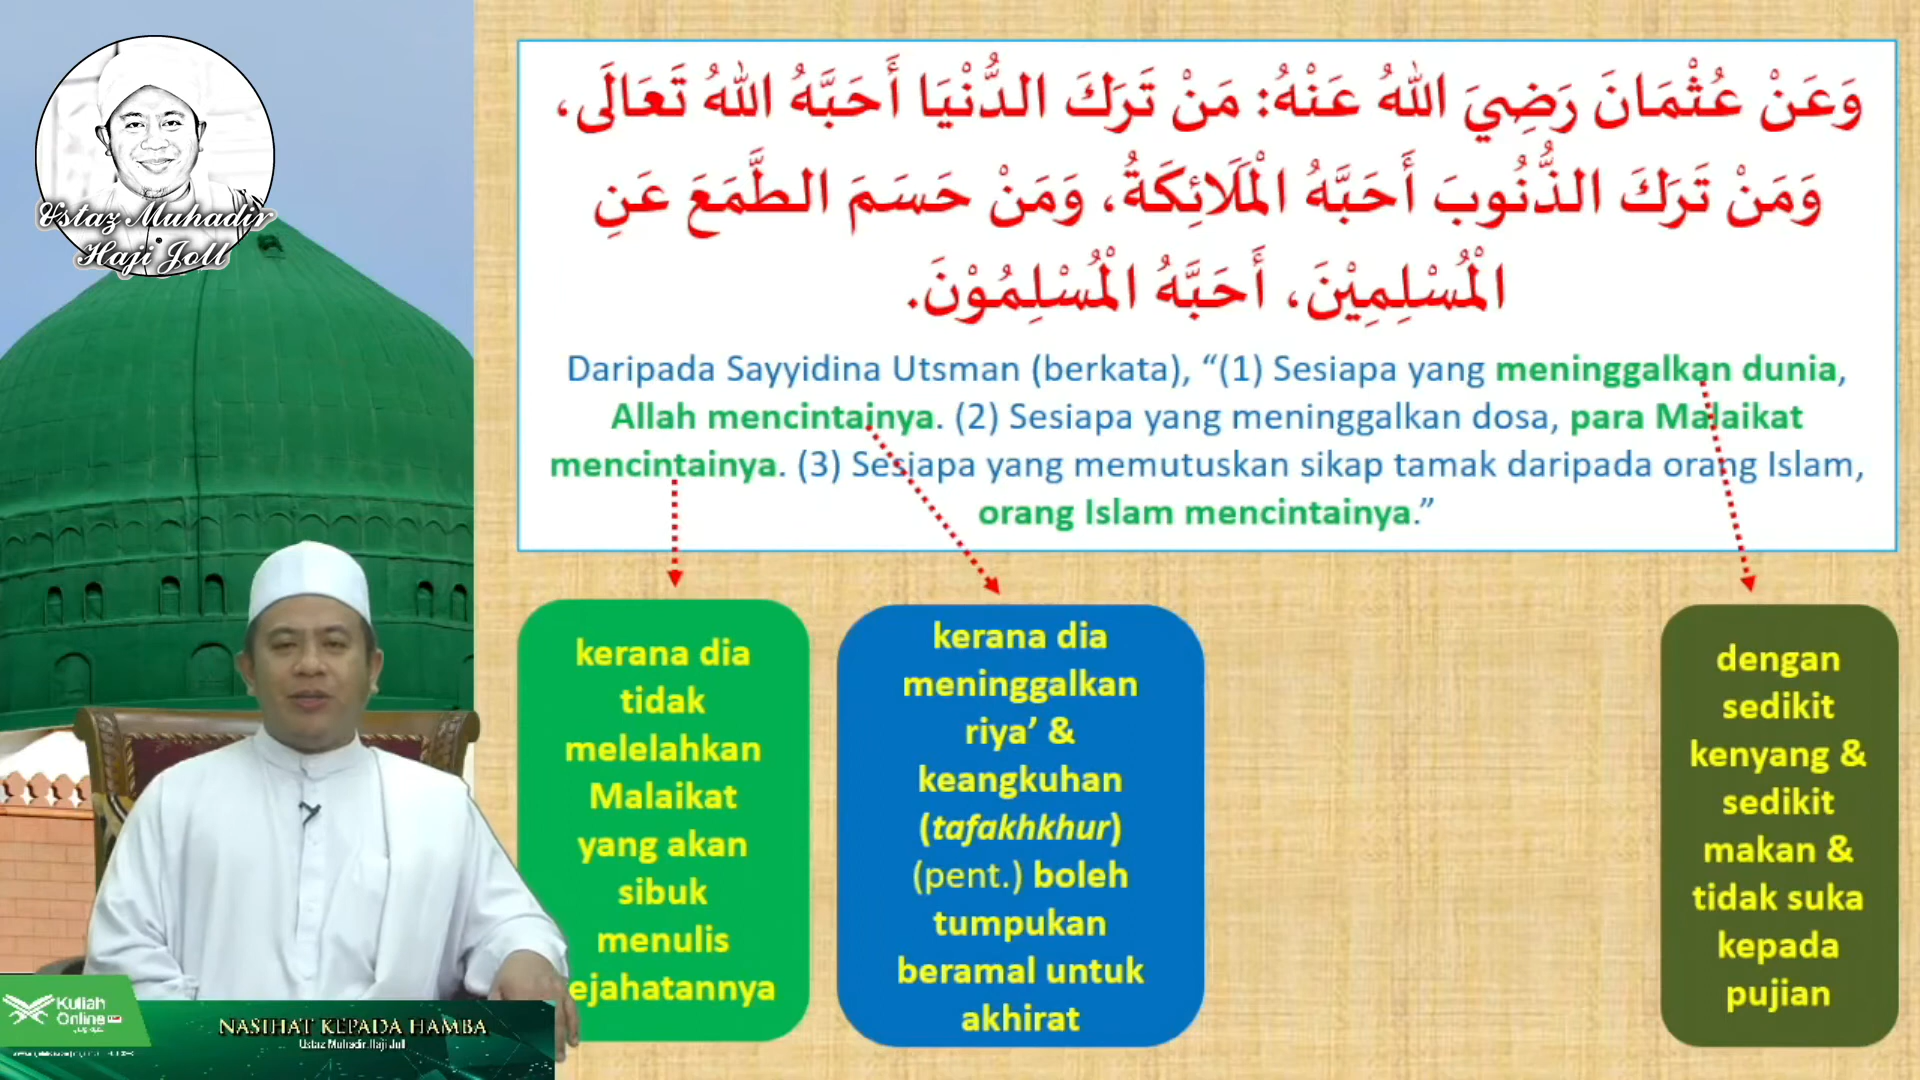 Ustaz Muhadir
Haji Joll
وَعَنْ عُثْمَانَ رَضِيَ اللهُ عَنْهُ: مَنْ تَرَكَ الدُّنْيَا أَحَبَّهُ اللهُ تَعَالَى،
وَمَنْ تَرَكَ الذُّنُوبَ أَحَبَّهُ الْمَلَائِكَةُ، وَمَنْ حَسَمَ الطَّمَعَ عَنِ
الْمُسْلِمِيْنَ، أَحَبَّهُ الْمُسْلِمُوْنَ.
Daripada Sayyidina Utsman (berkata), “(1) Sesiapa yang meninggalkan dunia,
Allah mencintainya. (2) Sesiapa yang meninggalkan dosa, para Malaikat
mencintainya. (3) Sesiapa yang memutuskan sikap tamak daripada orang Islam,
orang Islam mencintainya.”
kerana dia
tidak
melelahkan
Malaikat
yang akan
sibuk
menulis
ejahatannya
kerana dia
meninggalkan
riya’ &
keangkuhan
(tafakhkhur)
(pent.) boleh
tumpukan
beramal untuk
akhirat
dengan
sedikit
kenyang &
sedikit
makan &
tidak suka
kepada
pujian
Kuliah
Online
NASIHAT KEPADA HAMBA
Ustaz Muhadir Haji Joll